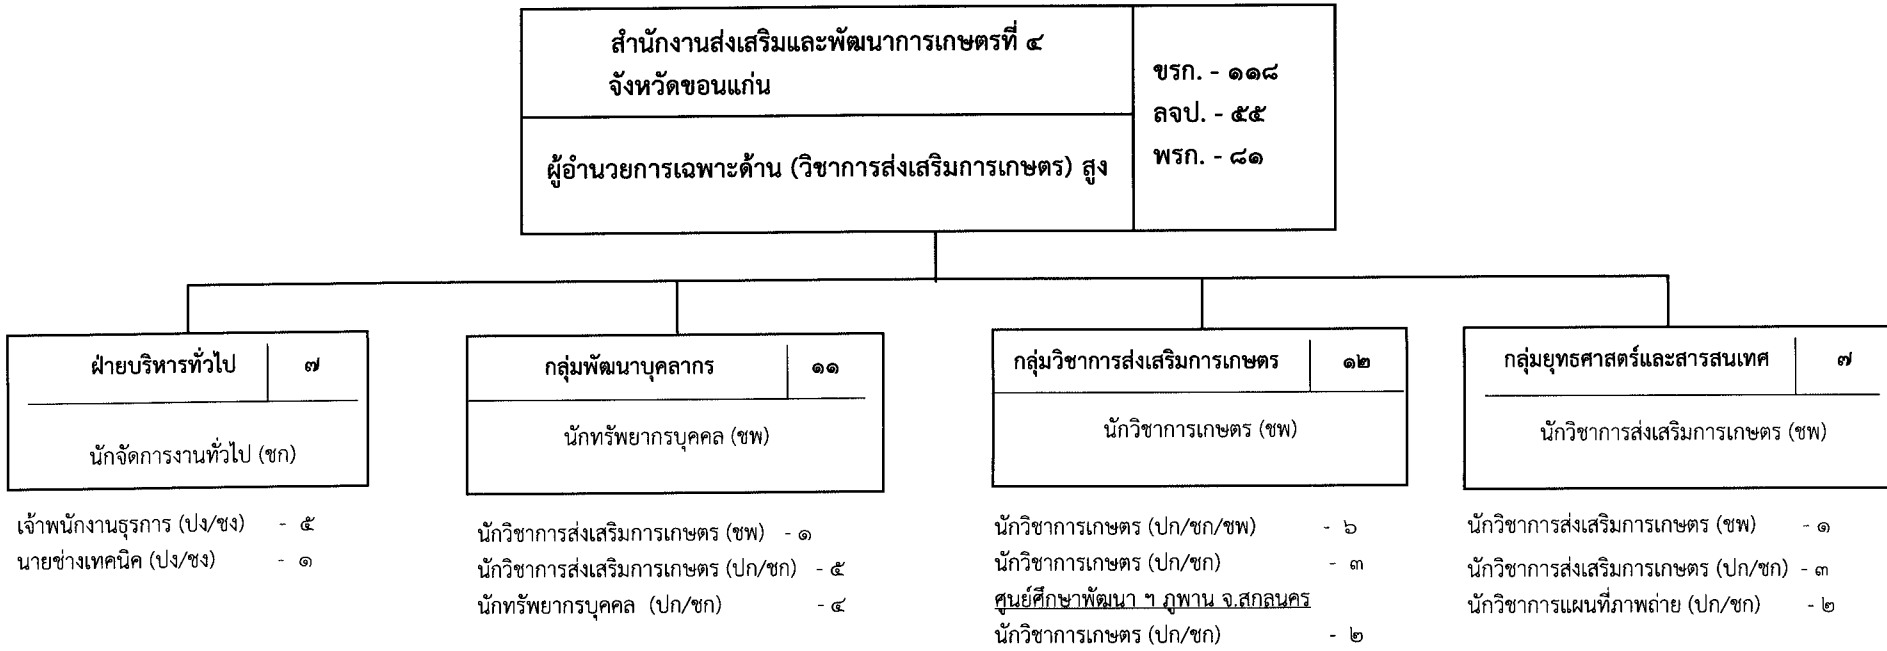 สำนักงานส่งเสริมและพัฒนาการเกษตรที่ ๔
จังหวัดขอนแก่น
ผู้อำนวยการเฉพาะด้าน (วิชาการส่งเสริมการเกษตร) สูง
ขรก. - ๑๑๘
ลจป. - ๕๕
พรก. - ๘๑
ฝ่ายบริหารทั่วไป ๗
นักจัดการงานทั่วไป (ชก)
เจ้าพนักงานธุรการ (ปง/ชง) - ๕
นายช่างเทคนิค (ปง/ชง) - ๑
กลุ่มพัฒนาบุคลากร ๑๑
นักทรัพยากรบุคคล (ชพ)
นักวิชาการส่งเสริมการเกษตร (ชพ) - ๑
นักวิชาการส่งเสริมการเกษตร (ปก/ชก) - ๕
นักทรัพยากรบุคคล (ปก/ชก) - ๔
กลุ่มวิชาการส่งเสริมการเกษตร ๑๒
นักวิชาการเกษตร (ชพ)
นักวิชาการเกษตร (ปก/ชก/ชพ) - ๖
นักวิชาการเกษตร (ปก/ชก) - ๓
ศูนย์ศึกษาพัฒนา ฯ ภูพาน จ.สกลนคร
นักวิชาการเกษตร (ปก/ชก) - ๒
กลุ่มยุทธศาสตร์และสารสนเทศ ๗
นักวิชาการส่งเสริมการเกษตร (ชพ)
นักวิชาการส่งเสริมการเกษตร (ชพ) - ๑
นักวิชาการส่งเสริมการเกษตร (ปก/ชก) - ๓
นักวิชาการแผนที่ภาพถ่าย (ปก/ชก) - ๒